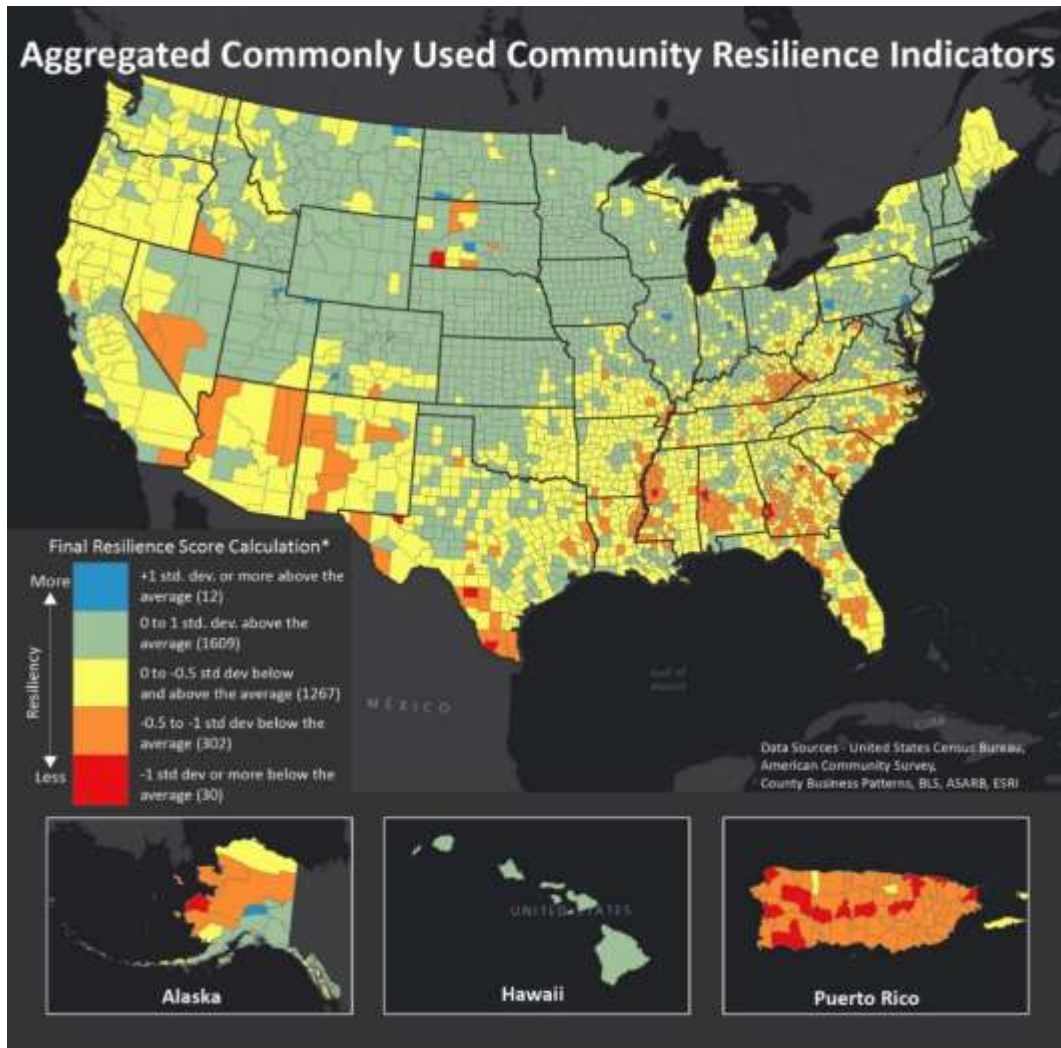 Aggregated Commonly Used Community Resilience Indicators
Final Resilience Score Calculation*
More
Resiliency
Less
+1 std. dev. or more above the
average (12)
0 to 1 std. dev. above the
average (1609)
0 to -0.5 std dev below
and above the average (1267)
-0.5 to -1 std dev below the
average (302)
-1 std dev or more below the
average (30)
MÉXICO
Gulf of
Mexico
Cuba
Data Sources - United States Census Bureau,
American Community Survey,
County Business Patterns, BLS, ASARB, ESRI
Alaska
UNITED STATES
Hawaii
Puerto Rico